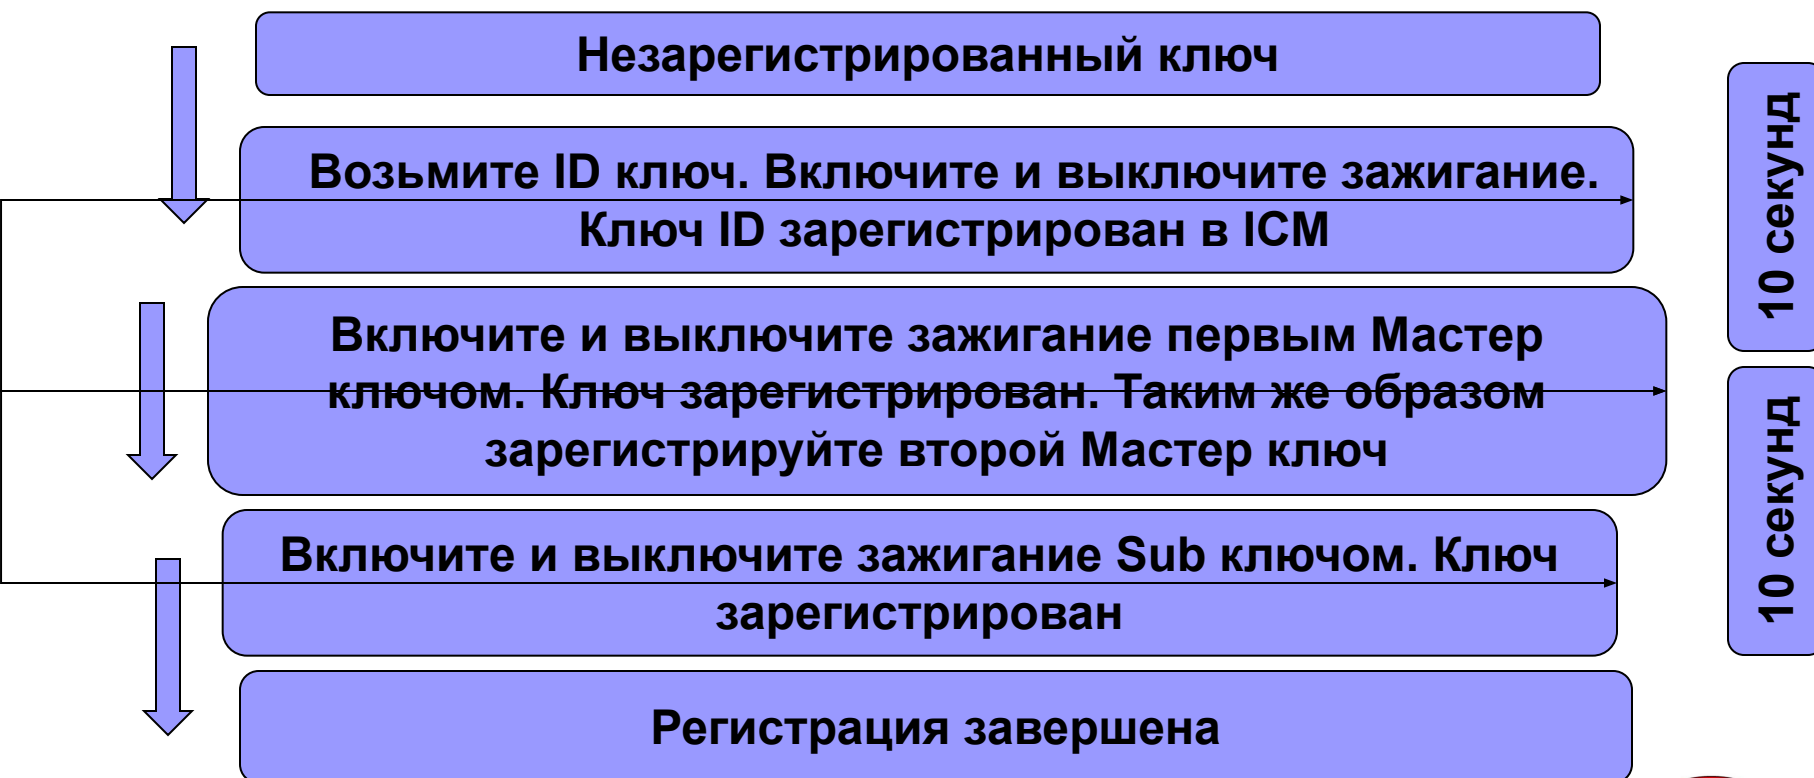 Незарегистрированный ключ
Возьмите ID ключ. Включите и выключите зажигание.
Ключ ID зарегистрирован в ICM
Включите и выключите зажигание первым Мастер
ключом. Ключ зарегистрирован. Таким же образом
зарегистрируйте второй Мастер ключ
Включите и выключите зажигание Sub ключом. Ключ
зарегистрирован
Регистрация завершена
10 секунд
10 секунд